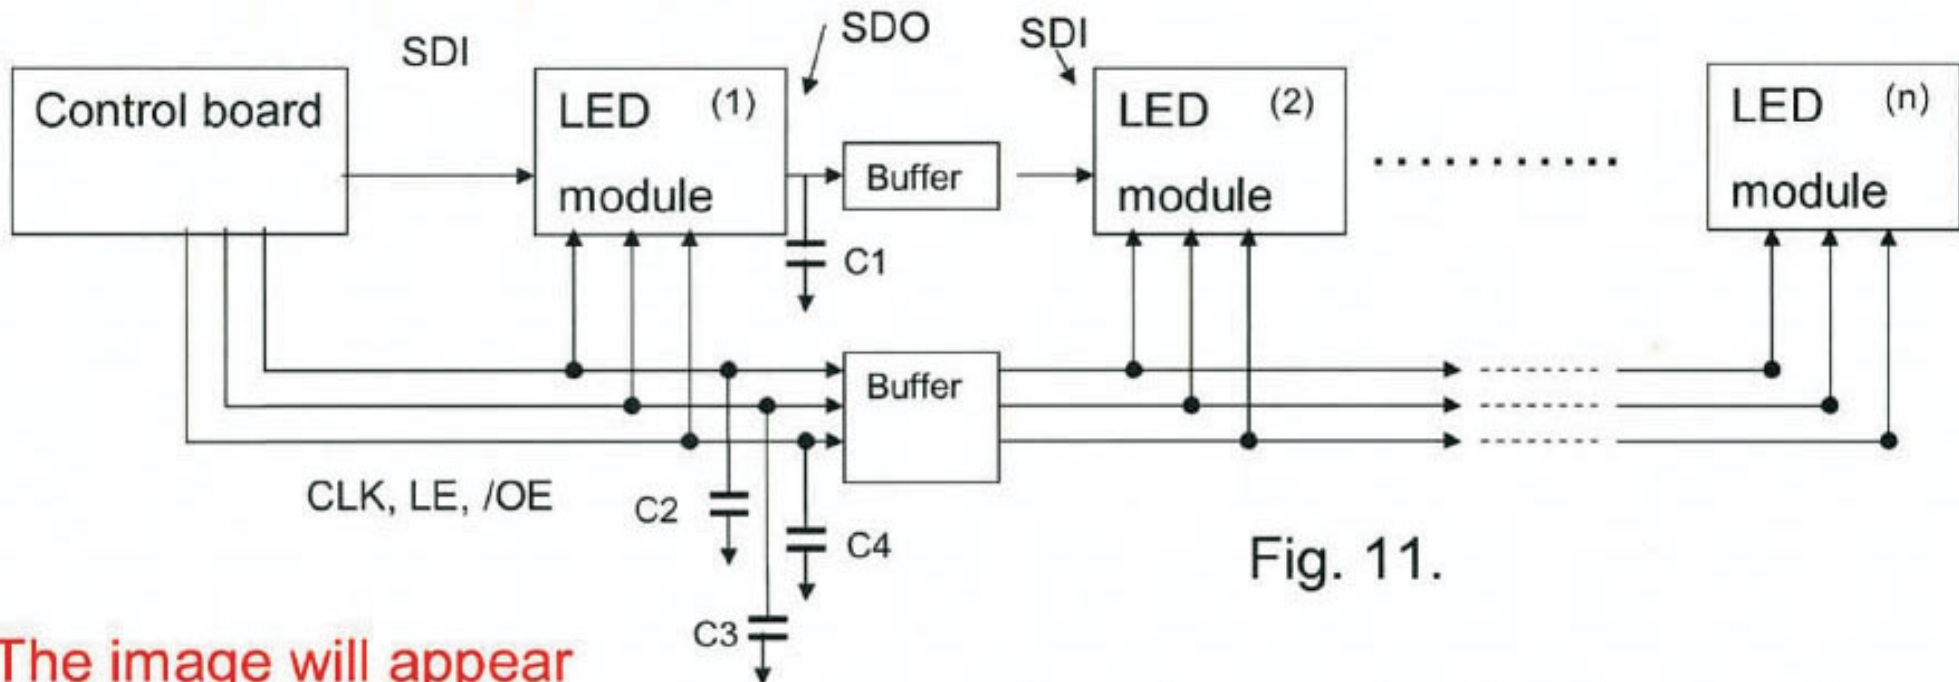 SDI
SDO
SDI
Control board
LED (1)
module
Buffer
LED (2)
module
LED (n)
module
C1
Buffer
CLK, LE, /OE
C2
C4
C3
Fig. 11.
The image will appear